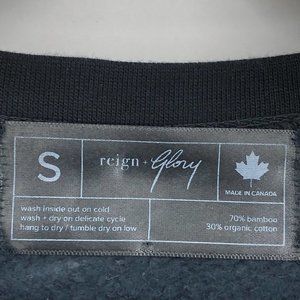 S
reign + Glory
MADE IN CANADA
wash inside out on cold
wash + dry on delicate cycle
hang to dry / tumble dry on low
70% bamboo
30% organic cotton